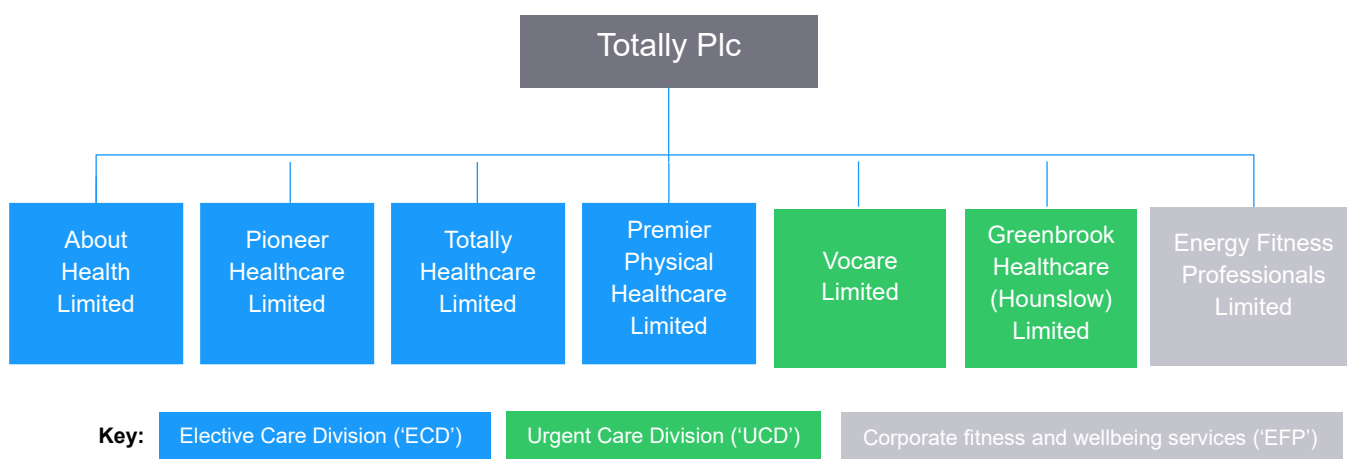 Totally Plc
About
Health
Limited
Pioneer
Healthcare
Limited
Totally
Healthcare
Limited
Premier
Physical
Healthcare
Limited
Vocare
Limited
Greenbrook
Healthcare
(Hounslow)
Limited
Energy Fitness
Professionals
Limited
Key:
Elective Care Division (‘ECD’)
Urgent Care Division (‘UCD’)
Corporate fitness and wellbeing services (‘EFP’)